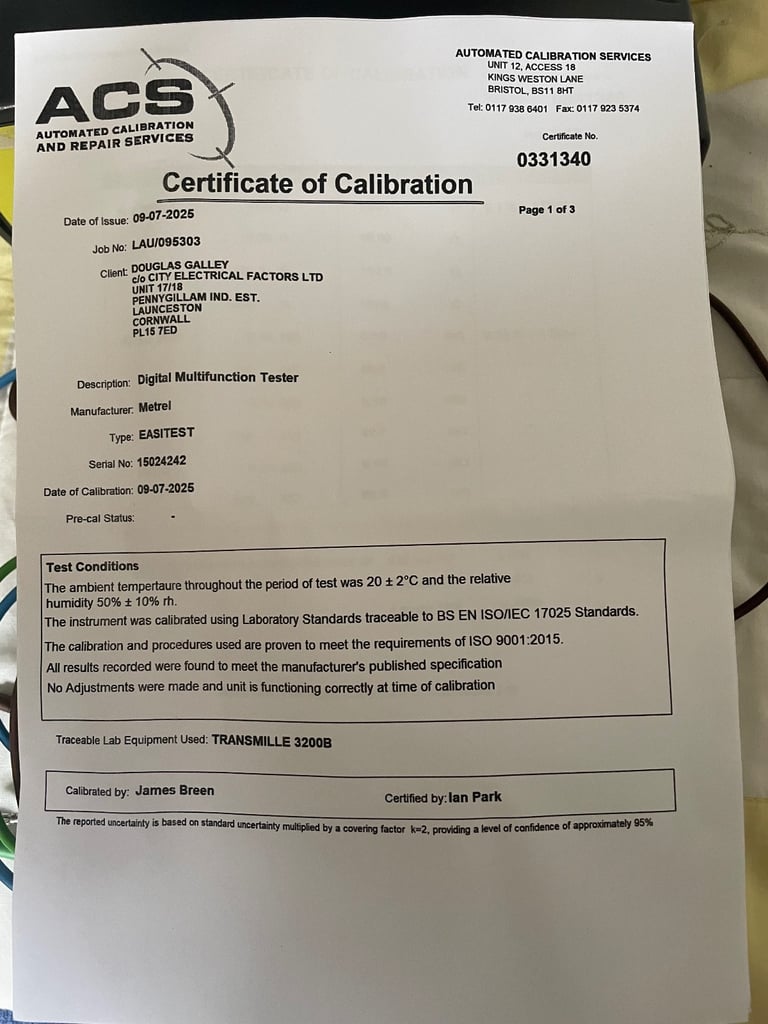 ACS
AUTOMATED CALIBRATION
AND REPAIR SERVICES
AUTOMATED CALIBRATION SERVICES
UNIT 12, ACCESS 18
KINGS WESTON LANE
BRISTOL, BS11 8HT
Tel: 0117 938 6401 Fax: 0117 923 5374
Certificate No.
0331340
Certificate of Calibration
Page 1 of 3
Date of Issue: 09-07-2025
Job No: LAU/095303
Client: DOUGLAS GALLEY
c/o CITY ELECTRICAL FACTORS LTD
UNIT 17/18
PENNYGILLAM IND. EST.
LAUNCESTON
CORNWALL
PL15 7ED
Description: Digital Multifunction Tester
Manufacturer: Metrel
Type: EASITEST
Serial No: 15024242
Date of Calibration: 09-07-2025
Pre-cal Status: -
Test Conditions
The ambient tempertaure throughout the period of test was 20 ± 2°C and the relative
humidity 50% ± 10% rh.
The instrument was calibrated using Laboratory Standards traceable to BS EN ISO/IEC 17025 Standards.
The calibration and procedures used are proven to meet the requirements of ISO 9001:2015.
All results recorded were found to meet the manufacturer's published specification
No Adjustments were made and unit is functioning correctly at time of calibration
Traceable Lab Equipment Used: TRANSMILLE 3200B
Calibrated by: James Breen
Certified by: Ian Park
The reported uncertainty is based on standard uncertainty multiplied by a covering factor k=2, providing a level of confidence of approximately 95%